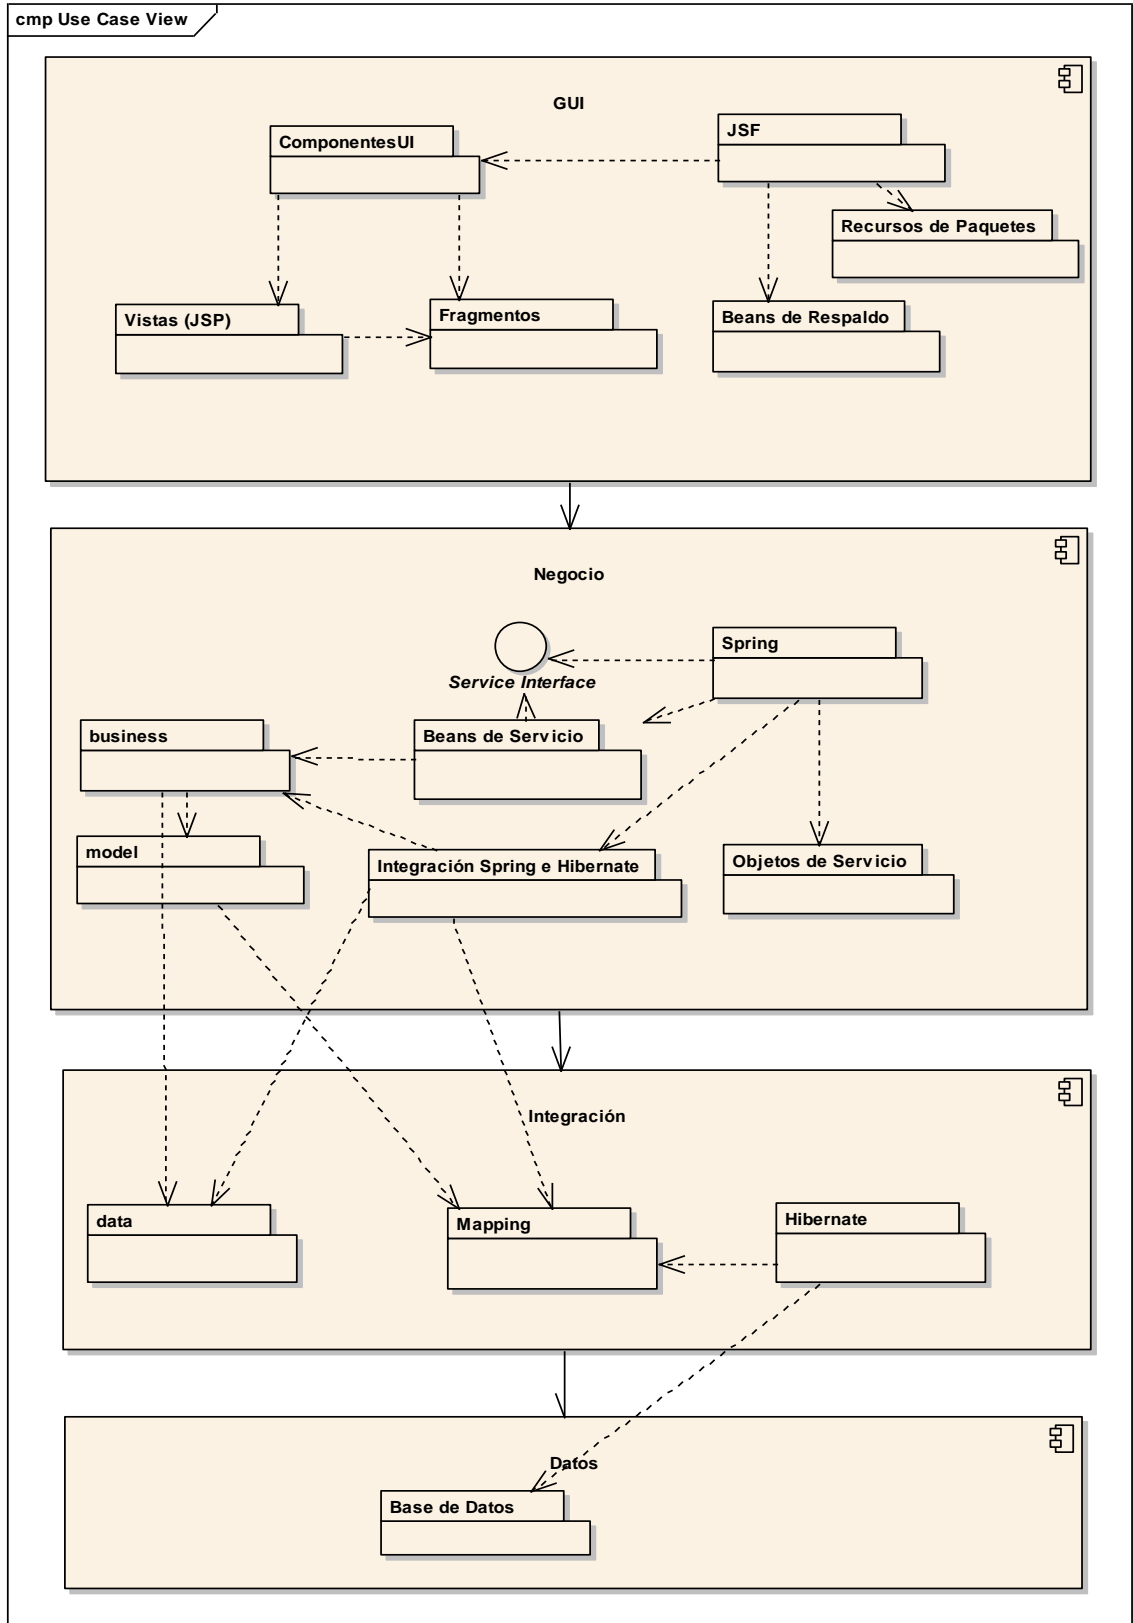 cmp Use Case View
GUI
ComponentesUI
JSF
Recursos de Paquetes
Vistas (JSP)
Fragmentos
Beans de Respaldo
Negocio
Service Interface
Spring
business
Beans de Servicio
model
Integración Spring e Hibernate
Objetos de Servicio
Integración
data
Mapping
Hibernate
Datos
Base de Datos